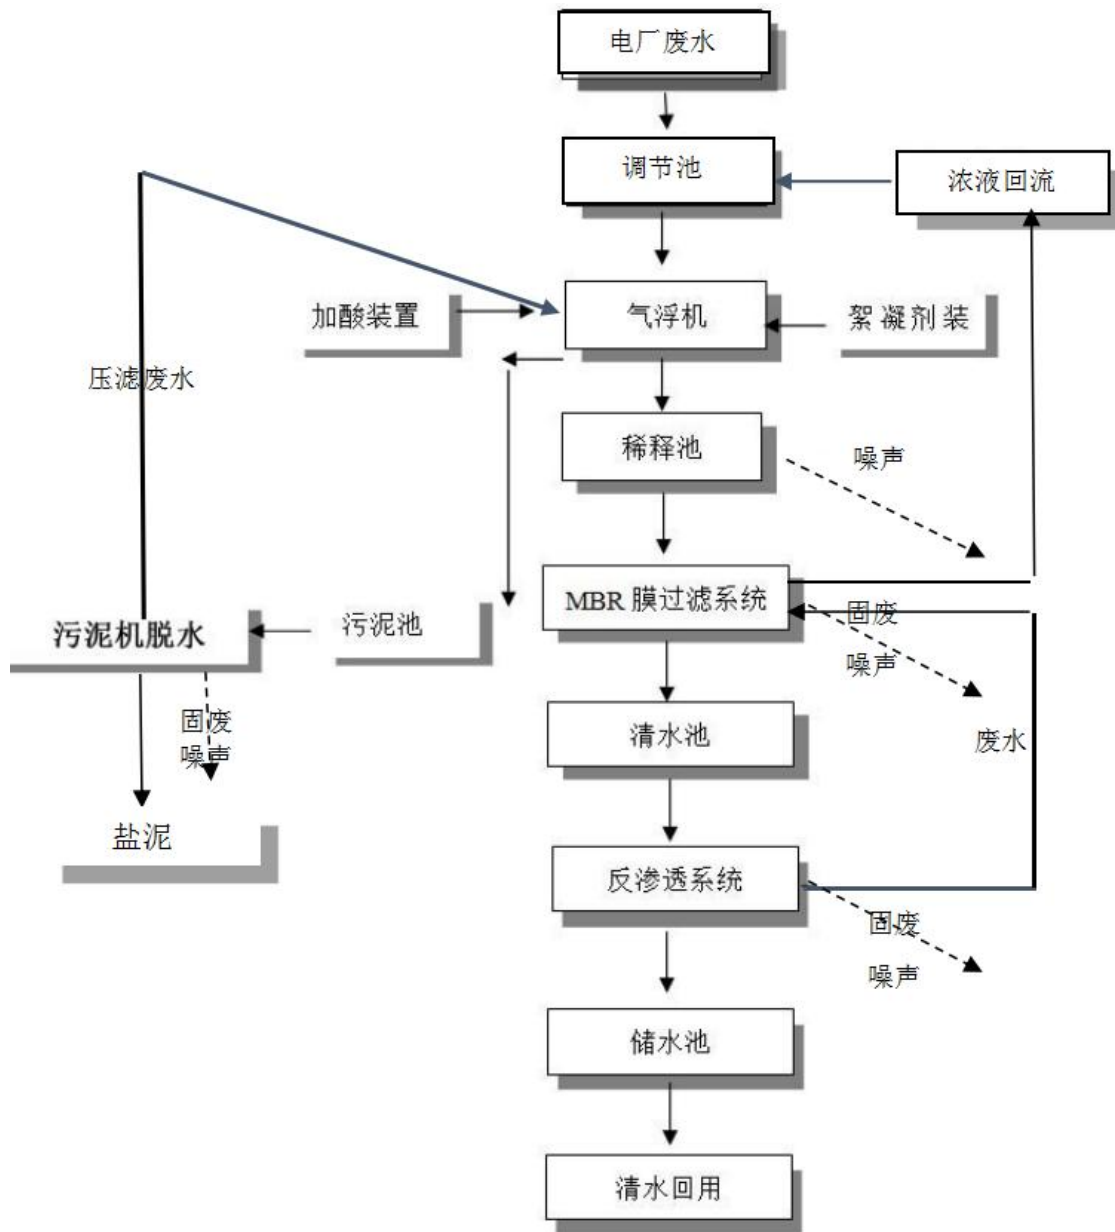 电厂废水
调节池
浓液回流
加酸装置
气浮机
絮凝剂装
压滤废水
稀释池
噪声
MBR 膜过滤系统
固废
噪声
污泥机脱水
污泥池
固废
噪声
清水池
废水
盐泥
反渗透系统
固废
噪声
储水池
清水回用